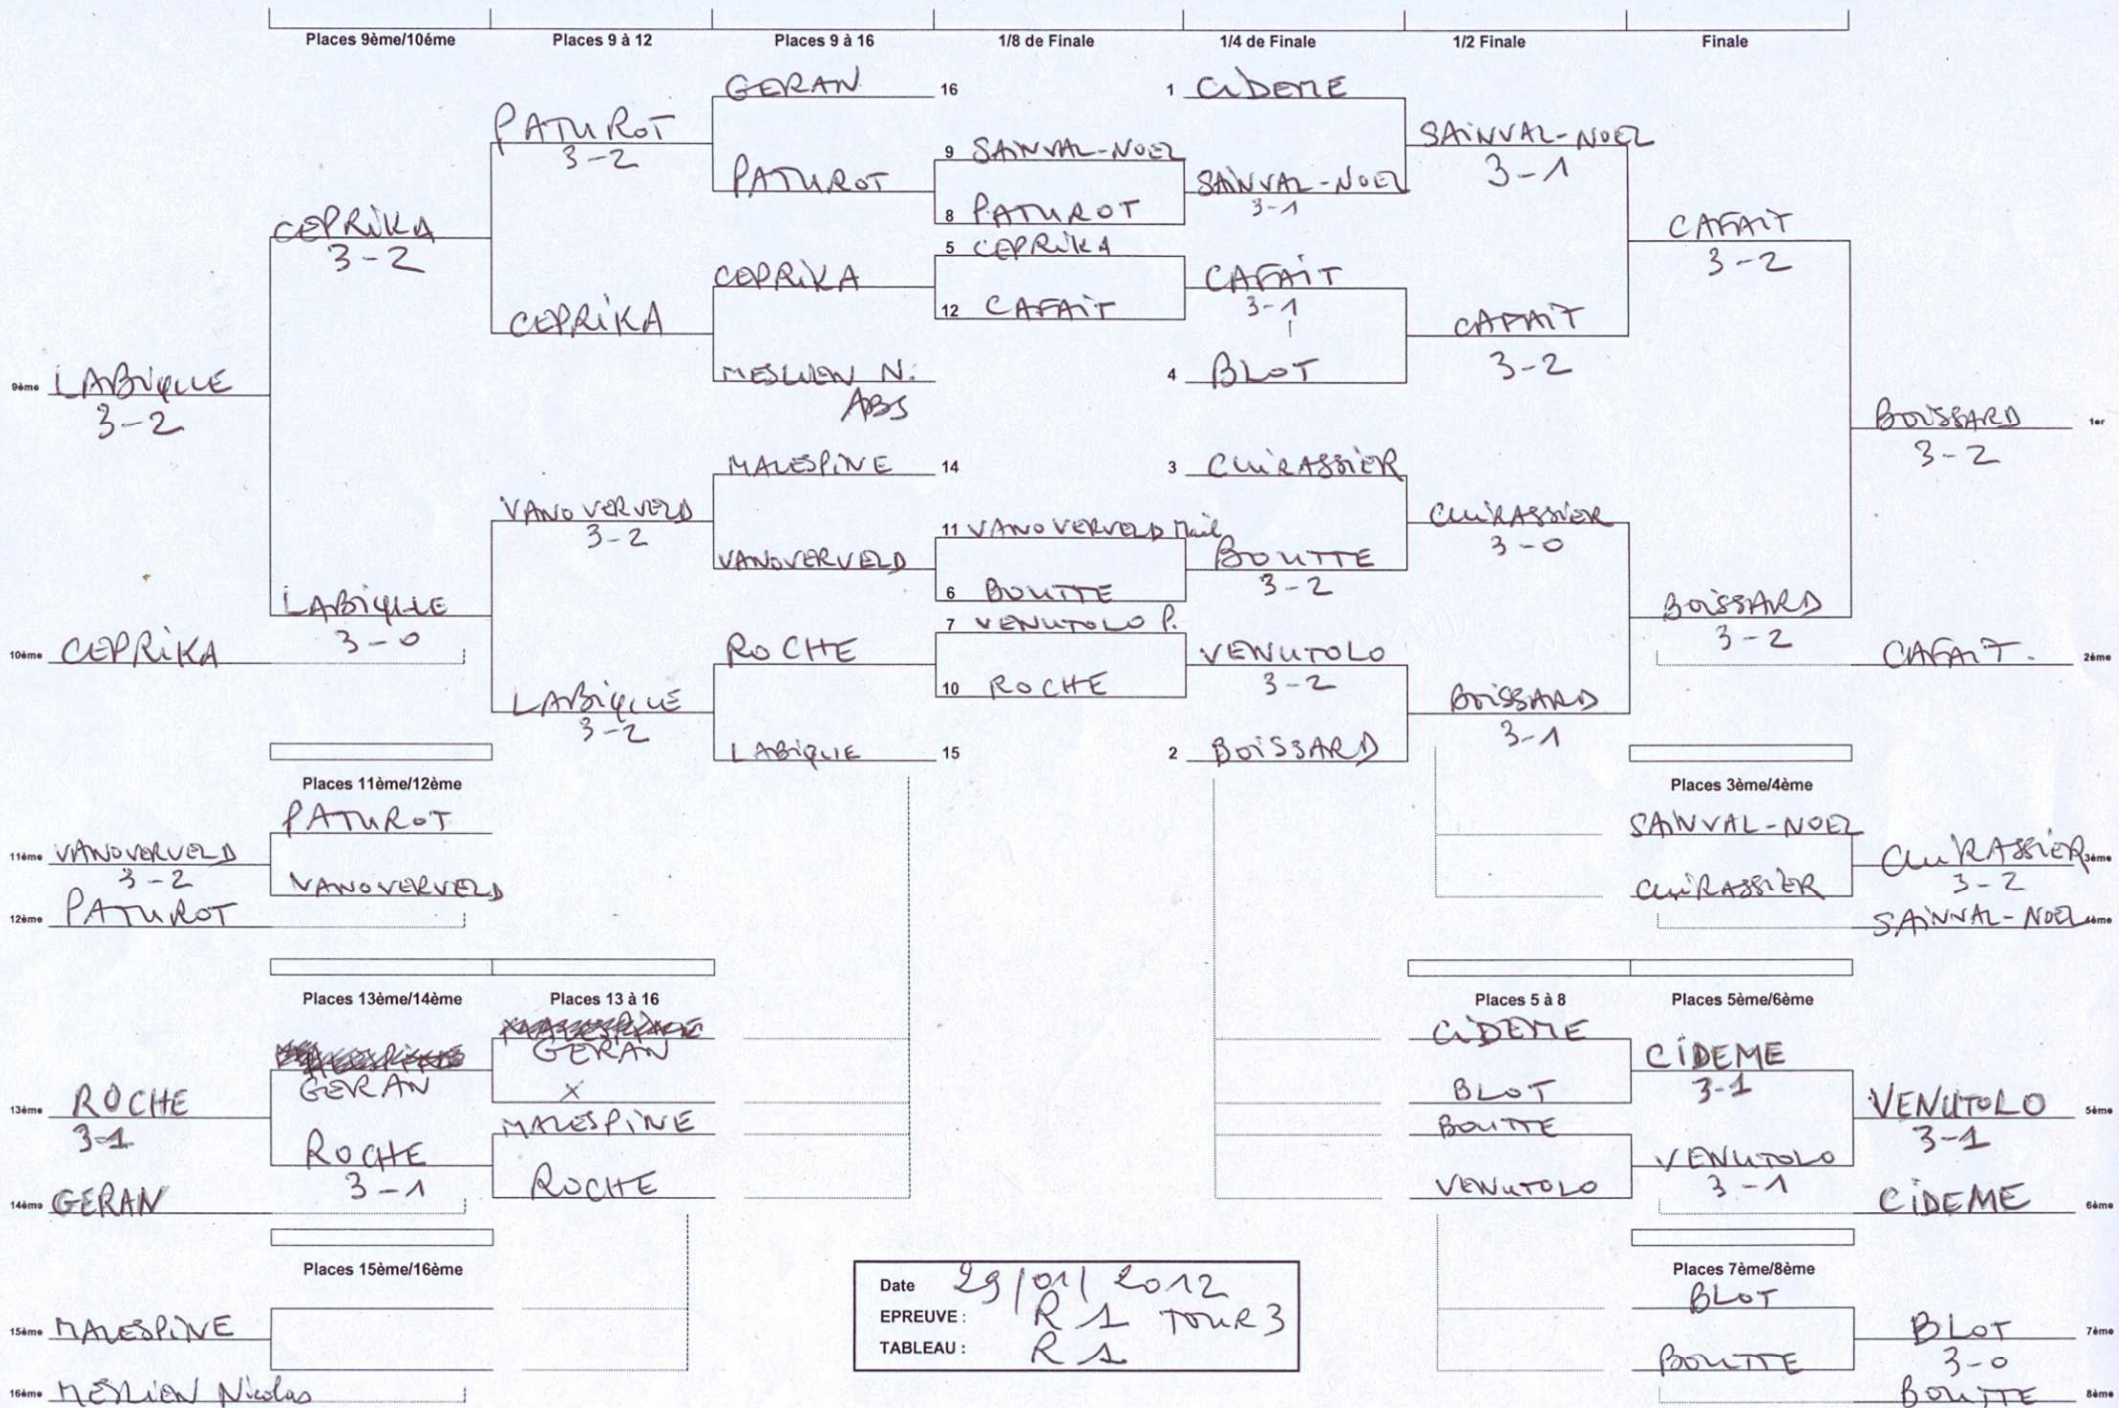 Places 9ème/10éme
Places 9 à 12
Places 9 à 16
1/8 de Finale
1/4 de Finale
1/2 Finale
Finale
GERAN 16
PATUROT
3-2
PATUROT
CEPRIKA
3-2
CEPRIKA
CEPRIKA
MESLIEN N.
ABS
9ème LABIQUE
3-2
MALESPINE 14
VANOVERVELD
3-2
VANOVERVELD
LABIQUE
3-0
10ème CEPRIKA
ROCHE
LABIQUE
3-2
LABIQUE 15
9 SAINVAL-NOEL
8 PATUROT
5 CEPRIKA
12 CAFAIT
11 VANOVERVELD
6 BOUTTE
7 VENUTOLO P.
10 ROCHE
1 CIDEME
SAINVAL-NOEL
3-1
CAFAIT
3-1
4 BLOT
3 CUIRASSIER
BOUTTE
3-2
VENUTOLO
3-2
2 BOISSARD
SAINVAL-NOEL
3-1
CAFAIT
3-2
CUIRASSIER
3-0
BOISSARD
3-1
CAFAIT
3-2
BOISSARD
3-2
BOISSARD 1er
3-2
CAFAIT. 2ème
Places 11ème/12ème
PATUROT
11ème VANOVERVELD
3-2
VANOVERVELD
12ème PATUROT
Places 3ème/4ème
SAINVAL-NOEL
CUIRASSIER 3ème
3-2
CUIRASSIER
SAINVAL-NOEL 4ème
Places 13ème/14ème
Places 13 à 16
GERAN
GERAN
X
13ème ROCHE
3-1
MALESPINE
ROCHE
3-1
ROCHE
14ème GERAN
Places 5 à 8
Places 5ème/6ème
CIDEME
CIDEME
3-1
BLOT
BOUTTE
VENUTOLO 5ème
3-1
VENUTOLO
3-1
VENUTOLO
CIDEME 6ème
Places 15ème/16ème
15ème MALESPINE
16ème MESLIEN Nicolas
Date 29/01/2012
EPREUVE : R1 TOUR 3
TABLEAU : R1
Places 7ème/8ème
BLOT
BLOT 7ème
3-0
BOUTTE
BOUTTE 8ème